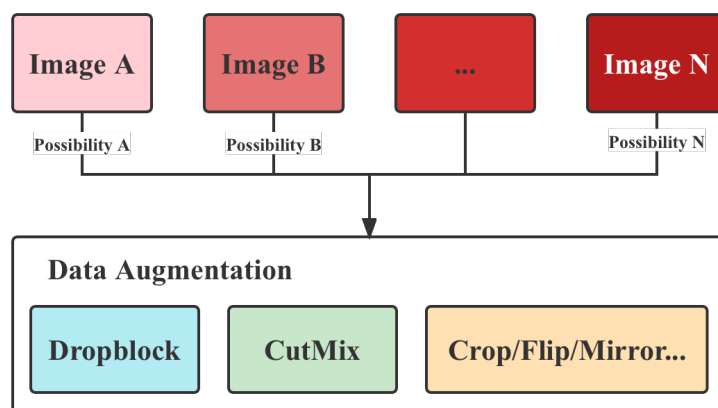 Image A
Image B
...
Image N
Possibility A
Possibility B
Possibility N
Data Augmentation
Dropblock
CutMix
Crop/Flip/Mirror...